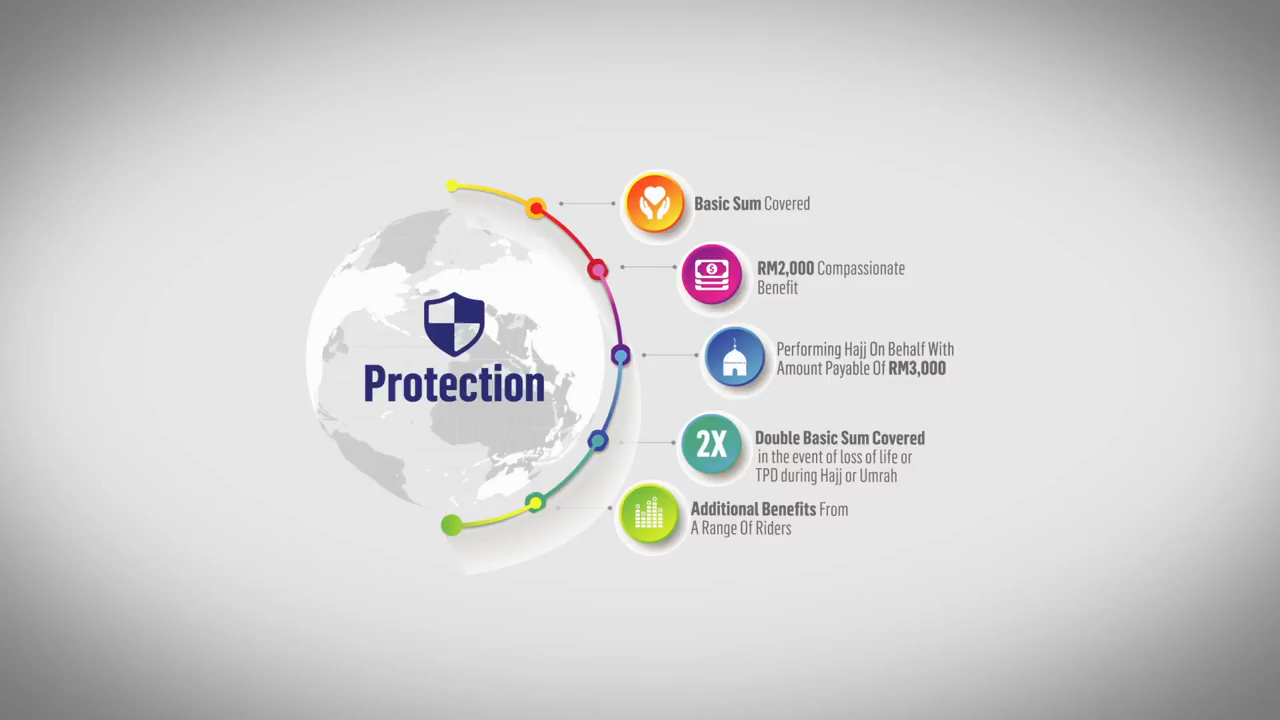 Protection
Basic Sum Covered
RM2,000 Compassionate
Benefit
Performing Hajj On Behalf With
Amount Payable Of RM3,000
2X
Double Basic Sum Covered
in the event of loss of life or
TPD during Hajj or Umrah
Additional Benefits From
A Range Of Riders